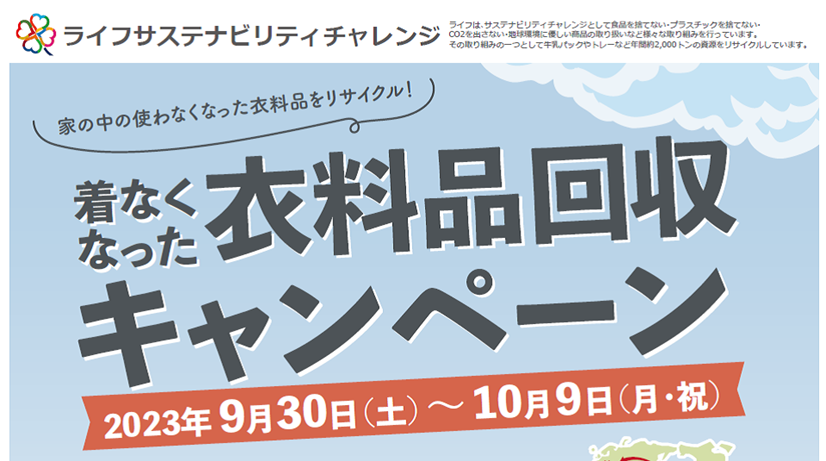 ライフサステナビリティチャレンジ
ライフは、サステナビリティチャレンジとして食品を捨てない・プラスチックを捨てない・
CO2を出さない・地球環境に優しい商品の取り扱いなど様々な取り組みを行っています。
その取り組みの一つとして牛乳パックやトレーなど年間約2,000トンの資源をリサイクルしています。
家の中の使わなくなった衣料品をリサイクル!
着なく
なった
衣料品回収
キャンペーン
2023年 9月30日(土)～10月9日(月・祝)